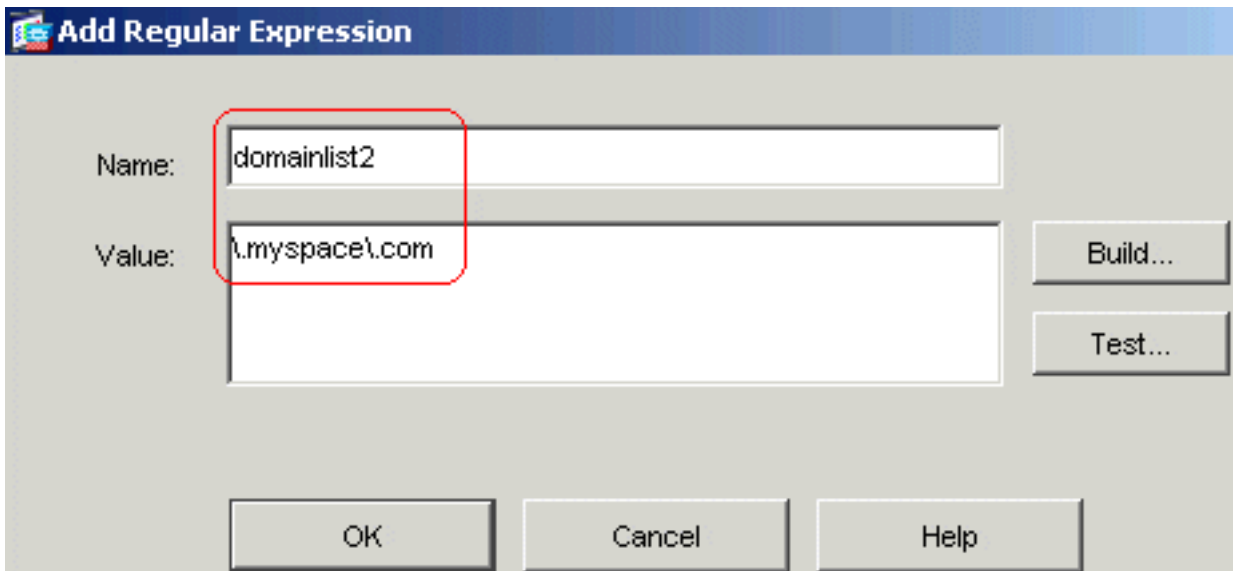 Add Regular Expression
Name:
domainlist2
Value:
\.myspace\.com
Build...
Test...
OK
Cancel
Help